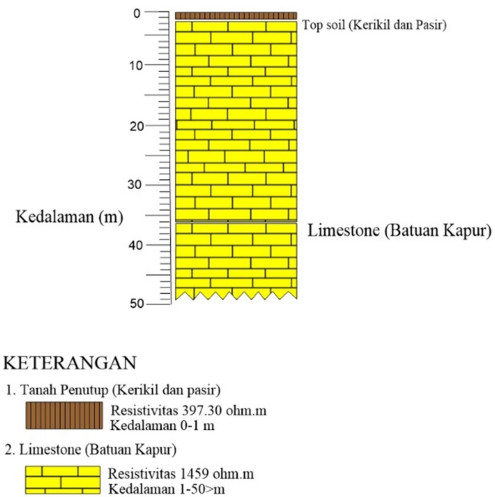 0
Top soil (Kerikil dan Pasir)
10
20
30
Kedalaman (m)
Limestone (Batuan Kapur)
40
50
KETERANGAN
1. Tanah Penutup (Kerikil dan pasir)
Resistivitas 397.30 ohm.m
Kedalaman 0-1 m
2. Limestone (Batuan Kapur)
Resistivitas 1459 ohm.m
Kedalaman 1-50>m